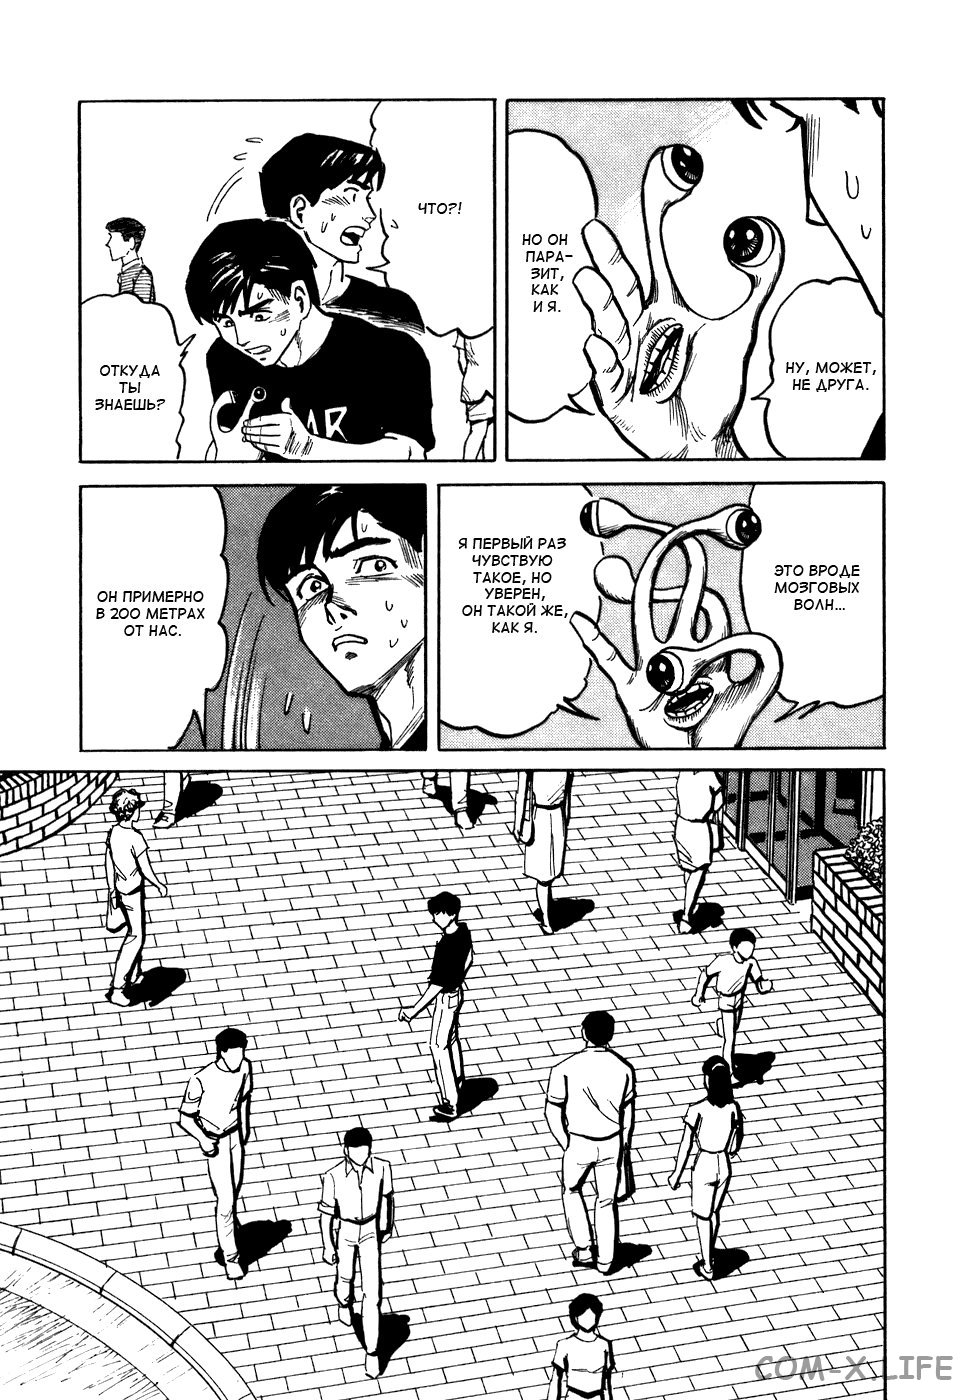 НУ, МОЖЕТ,
НЕ ДРУГА.
НО ОН
ПАРА-
ЗИТ,
КАК
И Я.
ЧТО?!
ОТКУДА
ТЫ
ЗНАЕШЬ?
ЭТО ВРОДЕ
МОЗГОВЫХ
ВОЛН...
Я ПЕРВЫЙ РАЗ
ЧУВСТВУЮ
ТАКОЕ, НО
УВЕРЕН,
ОН ТАКОЙ ЖЕ,
КАК Я.
ОН ПРИМЕРНО
В 200 МЕТРАХ
ОТ НАС.
COM-X.LIFE